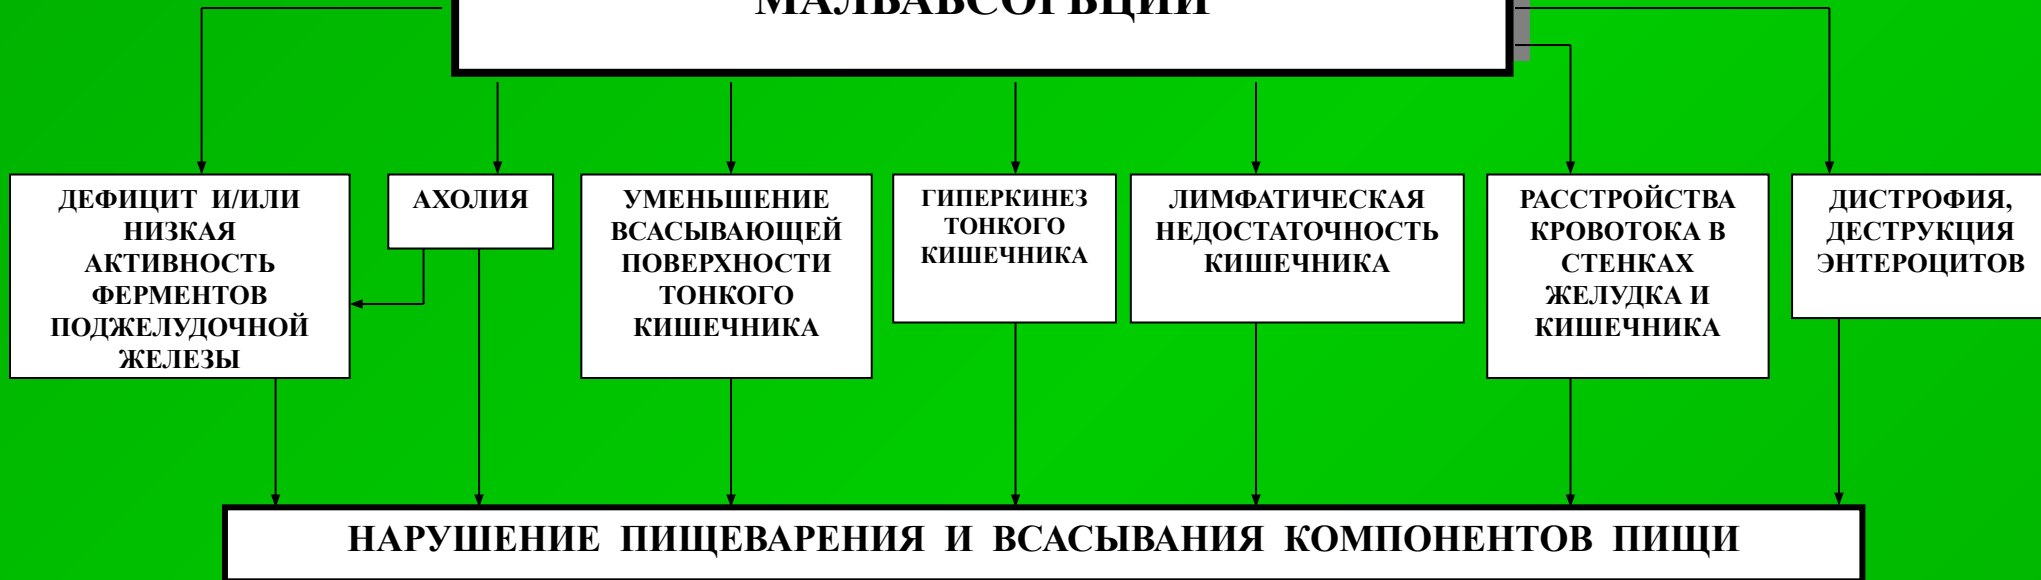 МАЛЬАБСОРБЦИИ
ДЕФИЦИТ И/ИЛИ
НИЗКАЯ
АКТИВНОСТЬ
ФЕРМЕНТОВ
ПОДЖЕЛУДОЧНОЙ
ЖЕЛЕЗЫ
АХОЛИЯ
УМЕНЬШЕНИЕ
ВСАСЫВАЮЩЕЙ
ПОВЕРХНОСТИ
ТОНКОГО
КИШЕЧНИКА
ГИПЕРКИНЕЗ
ТОНКОГО
КИШЕЧНИКА
ЛИМФАТИЧЕСКАЯ
НЕДОСТАТОЧНОСТЬ
КИШЕЧНИКА
РАССТРОЙСТВА
КРОВОТОКА В
СТЕНКАХ
ЖЕЛУДКА И
КИШЕЧНИКА
ДИСТРОФИЯ,
ДЕСТРУКЦИЯ
ЭНТЕРОЦИТОВ
НАРУШЕНИЕ ПИЩЕВАРЕНИЯ И ВСАСЫВАНИЯ КОМПОНЕНТОВ ПИЩИ